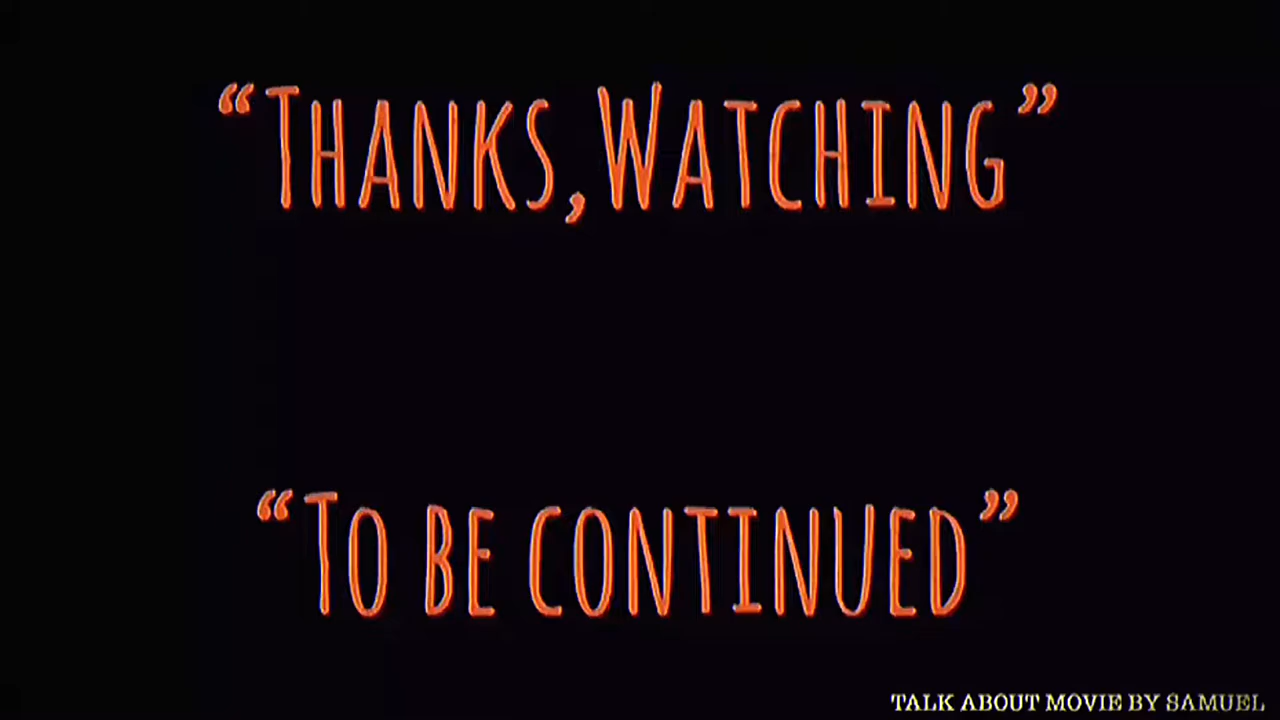 “Thanks,Watching”
“To be continued”
TALK ABOUT MOVIE BY SAMUEL